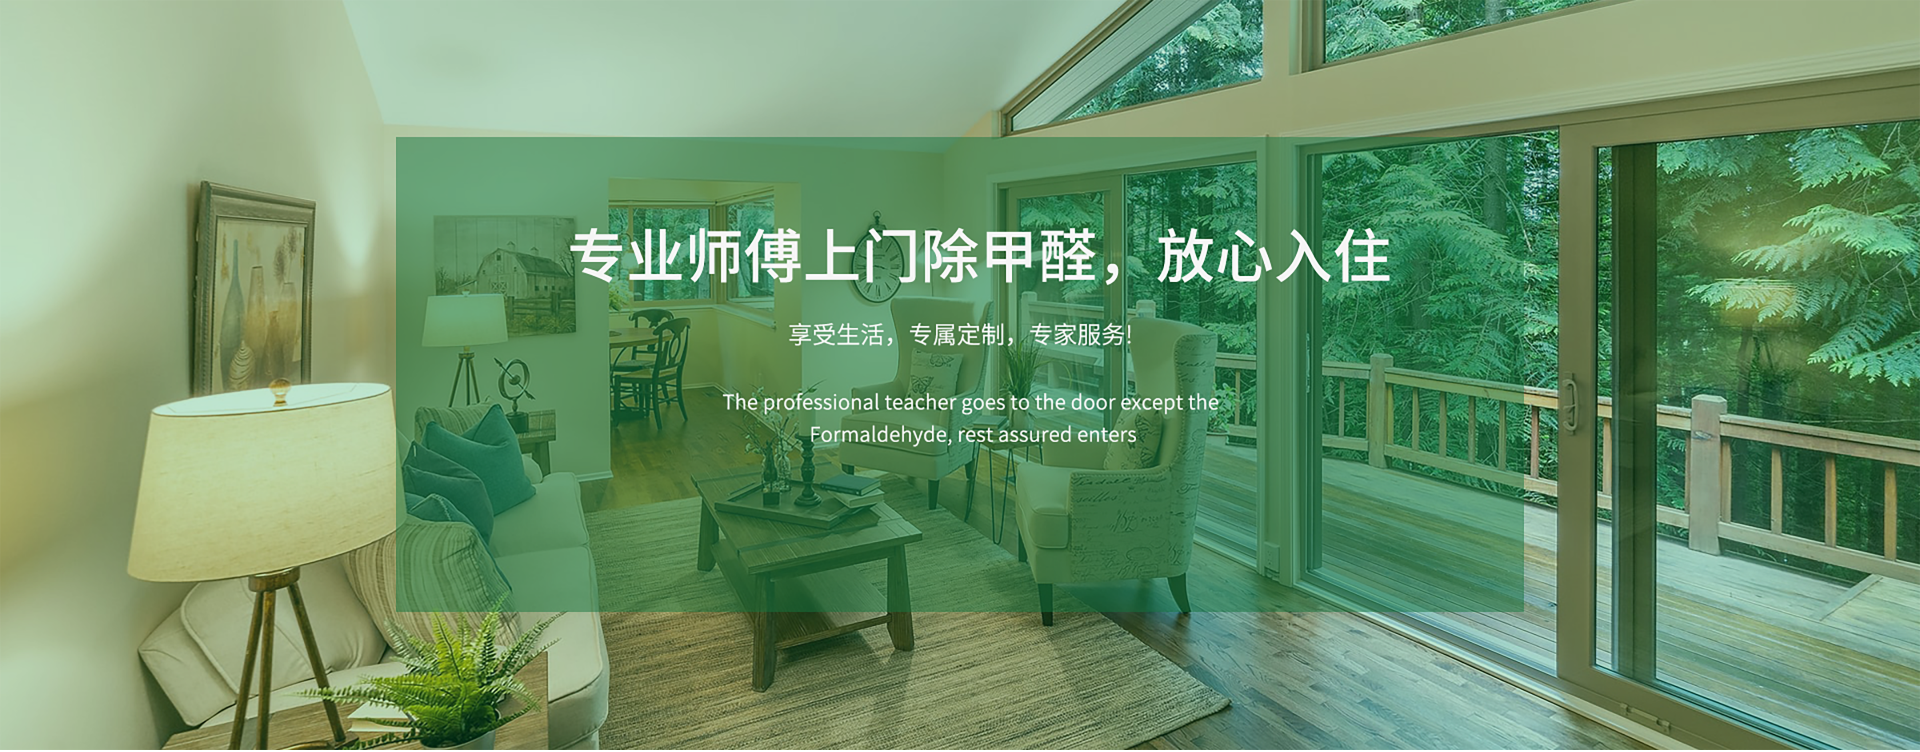 专业师傅上门除甲醛，放心入住
享受生活，专属定制，专家服务!
The professional teacher goes to the door except the
Formaldehyde, rest assured enters